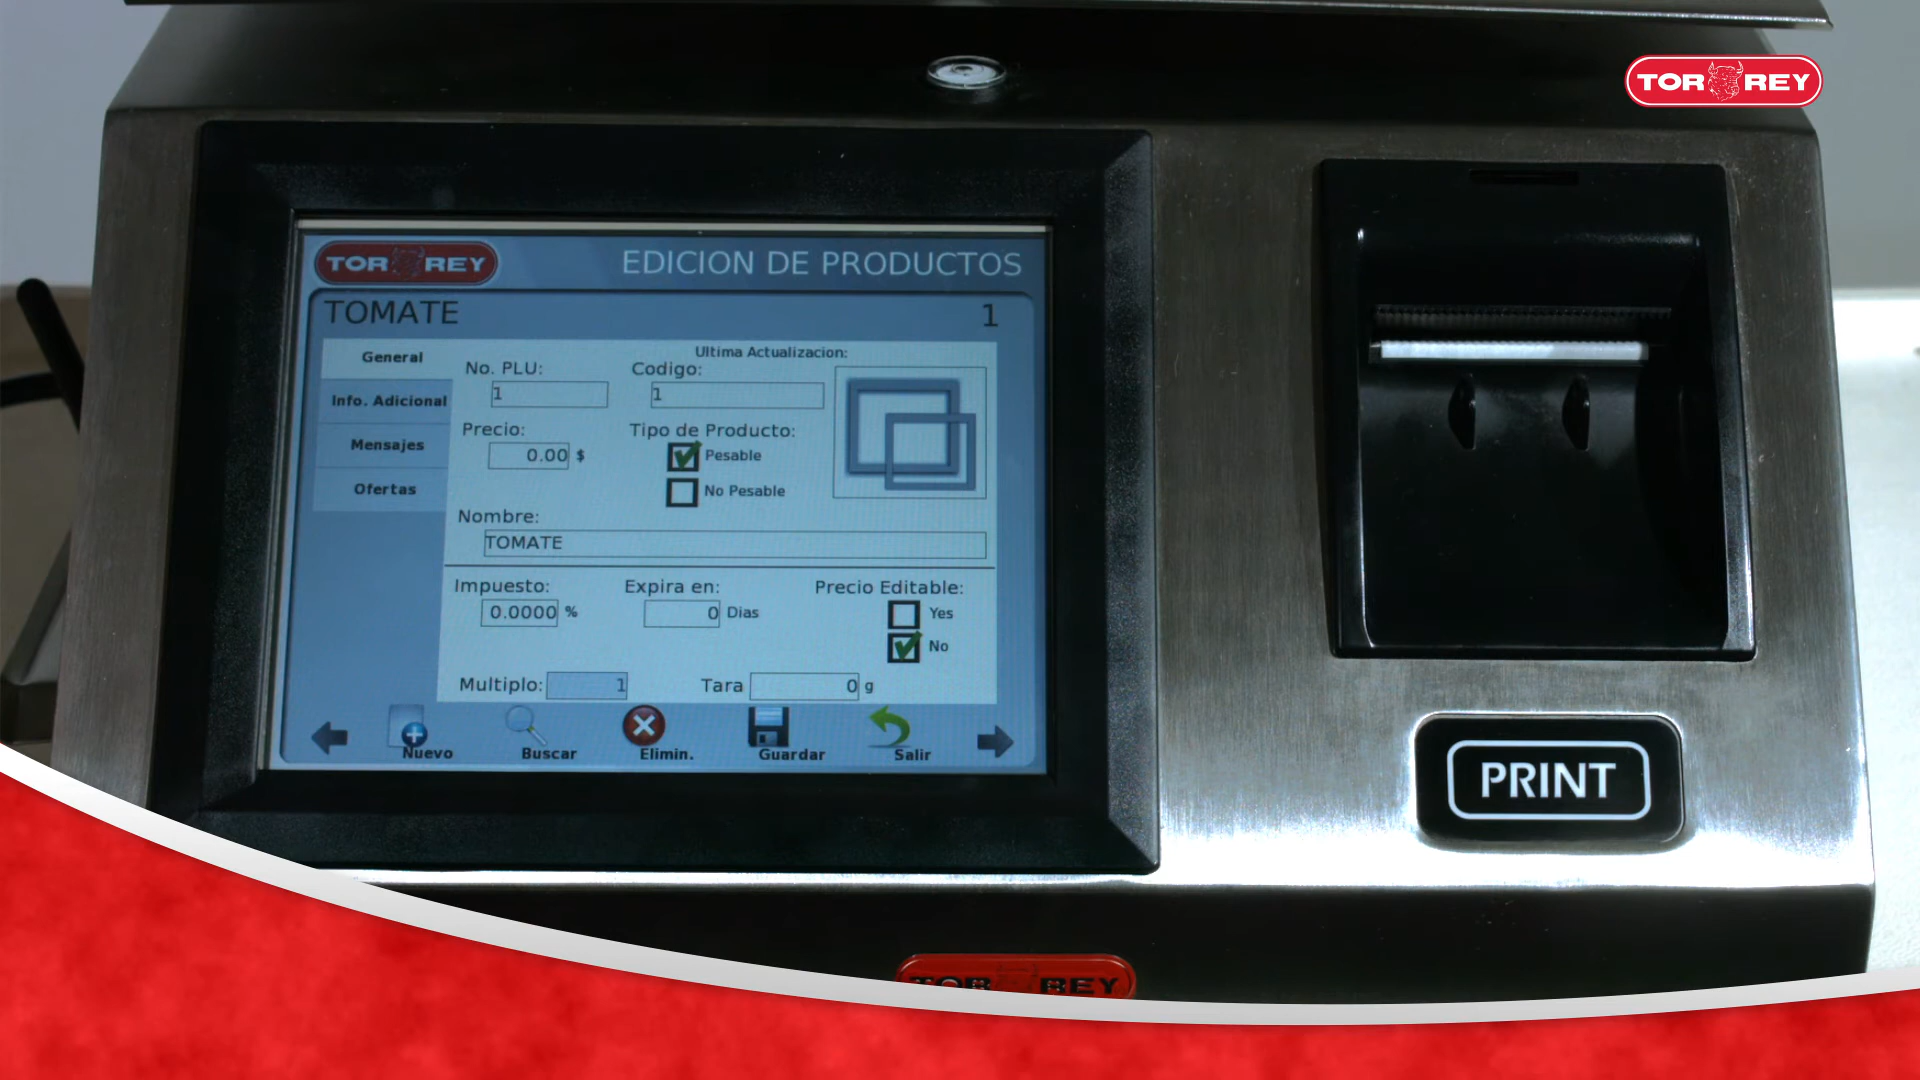 TOR REY
TOR REY
EDICION DE PRODUCTOS
TOMATE
1
General
Info. Adicional
Mensajes
Ofertas
Ultima Actualizacion:
No. PLU:
1
Codigo:
1
Precio:
0.00 $
Tipo de Producto:
Pesable
No Pesable
Nombre:
TOMATE
Impuesto:
0.0000 %
Expira en:
0 Dias
Precio Editable:
Yes
No
Multiplo: 1
Tara 0 g
Nuevo
Buscar
Elimin.
Guardar
Salir
PRINT
TOR REY